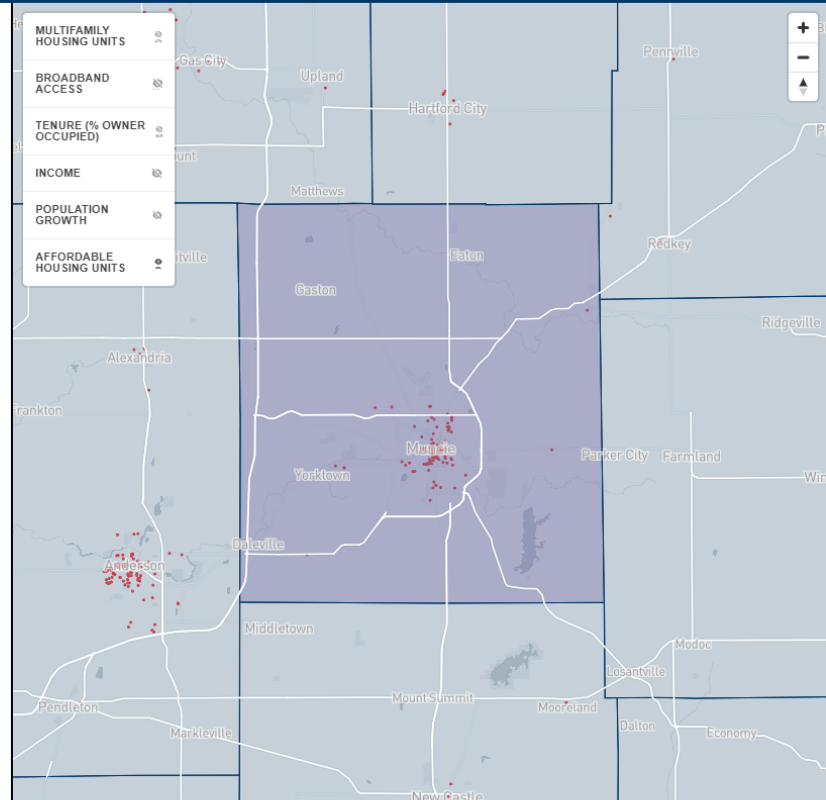 MULTIFAMILY
HOUSING UNITS
BROADBAND
ACCESS
TENURE (% OWNER
OCCUPIED)
INCOME
POPULATION
GROWTH
AFFORDABLE
HOUSING UNITS
Gas City
Upland
Hartford City
Pennville
Matthews
Eaton
Redkey
Gaston
Ridgeville
Alexandria
Frankton
Muncie
Yorktown
Parker City
Farmland
Daleville
Anderson
Middletown
Modoc
Losantville
Mount Summit
Mooreland
Pendleton
Markleville
Dalton
Economy
New Castle